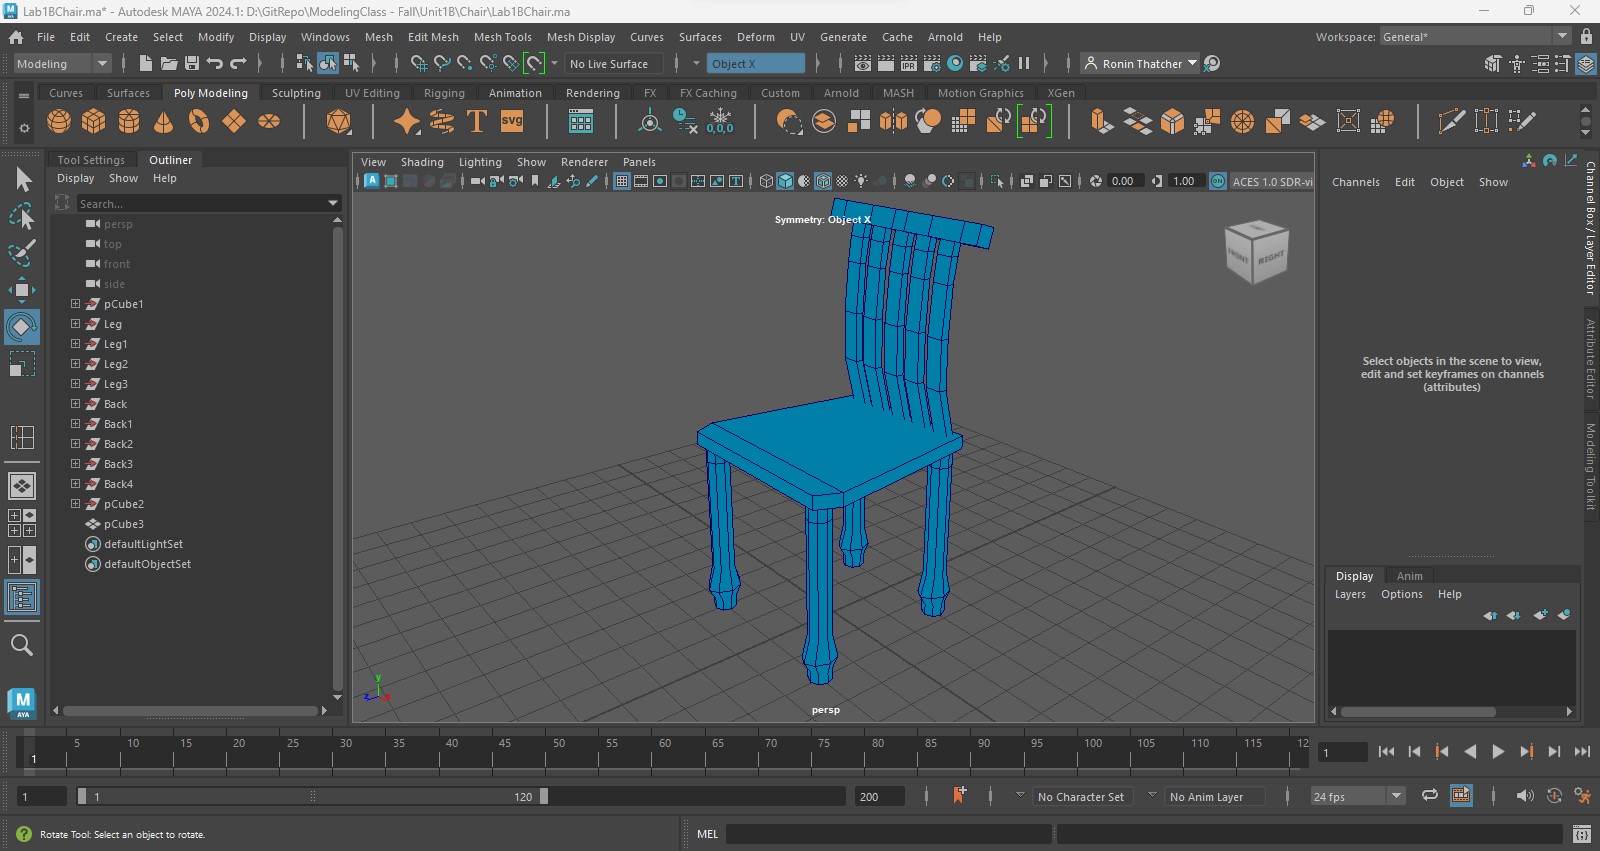 Lab1BChair.ma* - Autodesk MAYA 2024.1: D:\GitRepo\ModelingClass - Fall\Unit1B\Chair\Lab1BChair.ma
File Edit Create Select Modify Display Windows Mesh Edit Mesh Mesh Tools Mesh Display Curves Surfaces Deform UV Generate Cache Arnold Help Workspace: General*
Modeling No Live Surface Object X Ronin Thatcher
Curves Surfaces Poly Modeling Sculpting UV Editing Rigging Animation Rendering FX FX Caching Custom Arnold MASH Motion Graphics XGen
T SVG 0,0,0
Tool Settings Outliner
Display Show Help
Search...
persp
top
front
side
pCube1
Leg
Leg1
Leg2
Leg3
Back
Back1
Back2
Back3
Back4
pCube2
pCube3
defaultLightSet
defaultObjectSet
View Shading Lighting Show Renderer Panels
0.00 1.00 ACES 1.0 SDR-vi
Symmetry: Object X
FRONT RIGHT
y
z x
persp
Channels Edit Object Show
Select objects in the scene to view,
edit and set keyframes on channels
(attributes)
Channel Box / Layer Editor
Attribute Editor
Modeling Toolkit
Display Anim
Layers Options Help
M
AYA
5 10 15 20 25 30 35 40 45 50 55 60 65 70 75 80 85 90 95 100 105 110 115 12
1 1
1 1 120 200 No Character Set No Anim Layer 24 fps
Rotate Tool: Select an object to rotate. MEL